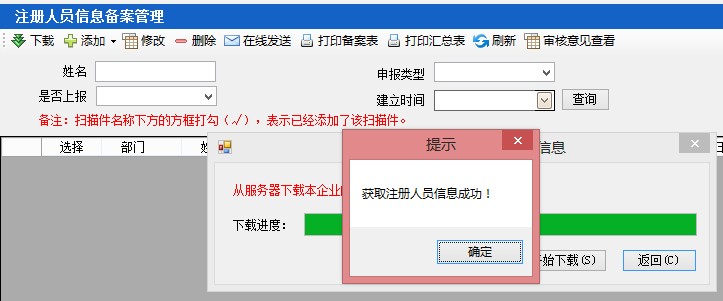 注册人员信息备案管理
下载 添加 修改 删除 在线发送 打印备案表 打印汇总表 刷新 审核意见查看
姓名 申报类型
是否上报 建立时间 查询
备注：扫描件名称下方的方框打勾（√），表示已经添加了该扫描件。
选择 部门
提示 信息
从服务器下载本企业
获取注册人员信息成功！
下载进度：
确定
开始下载(S) 返回(C)